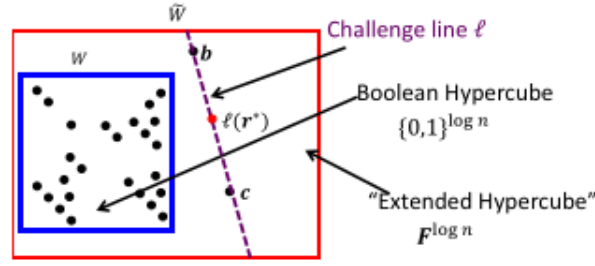 W̃
Challenge line ℓ
b
W
Boolean Hypercube
{0,1}^{log n}
ℓ(r*)
c
“Extended Hypercube”
F^{log n}